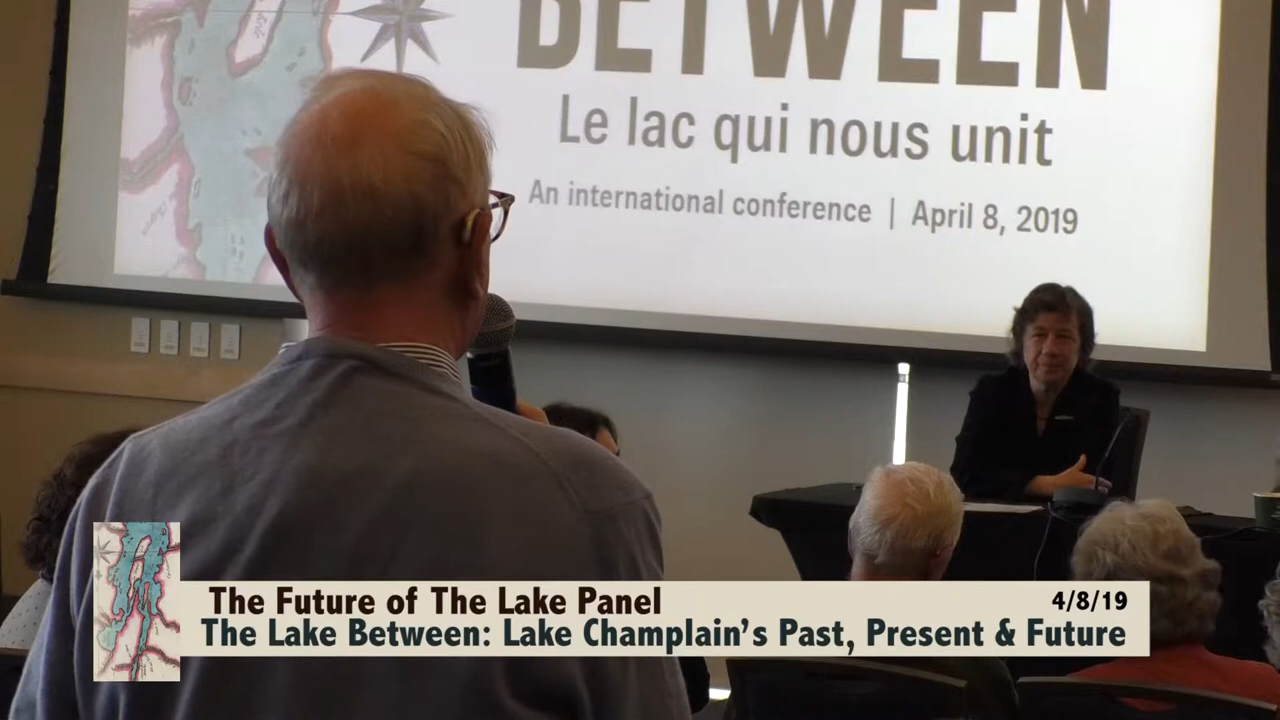 BETWEEN
Le lac qui nous unit
An international conference | April 8, 2019
The Future of The Lake Panel
4/8/19
The Lake Between: Lake Champlain's Past, Present & Future